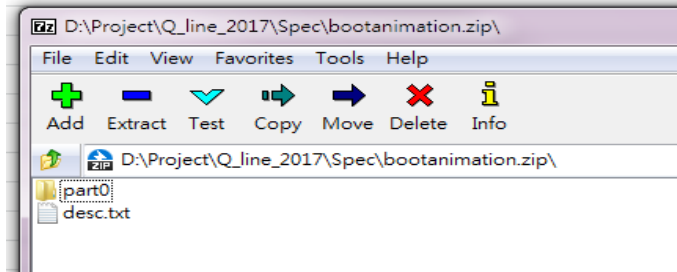 D:\Project\Q_line_2017\Spec\bootanimation.zip\
File Edit View Favorites Tools Help
Add Extract Test Copy Move Delete Info
D:\Project\Q_line_2017\Spec\bootanimation.zip\
part0
desc.txt